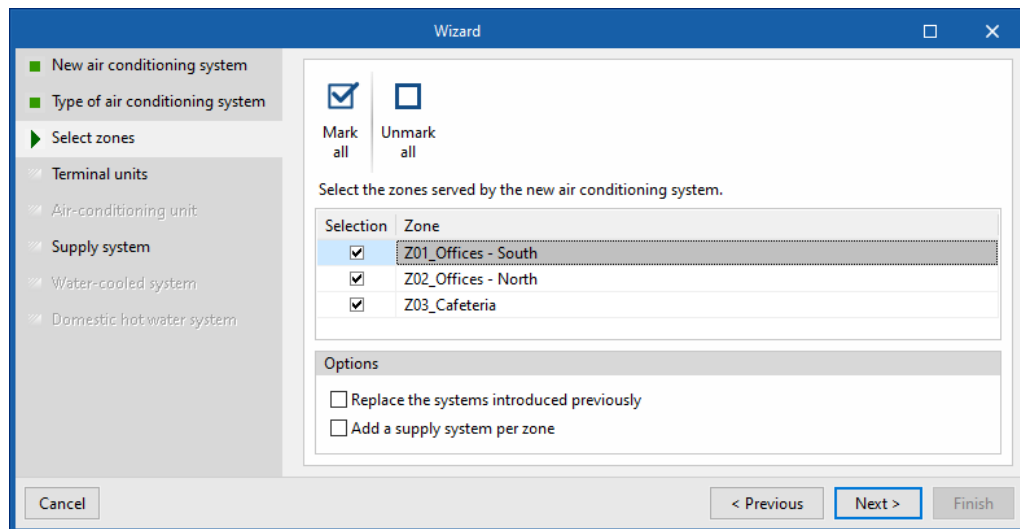 Wizard
New air conditioning system
Type of air conditioning system
Select zones
Terminal units
Air-conditioning unit
Supply system
Water-cooled system
Domestic hot water system
Mark
all
Unmark
all
Select the zones served by the new air conditioning system.
Selection Zone
Z01_Offices - South
Z02_Offices - North
Z03_Cafeteria
Options
Replace the systems introduced previously
Add a supply system per zone
Cancel
< Previous
Next >
Finish